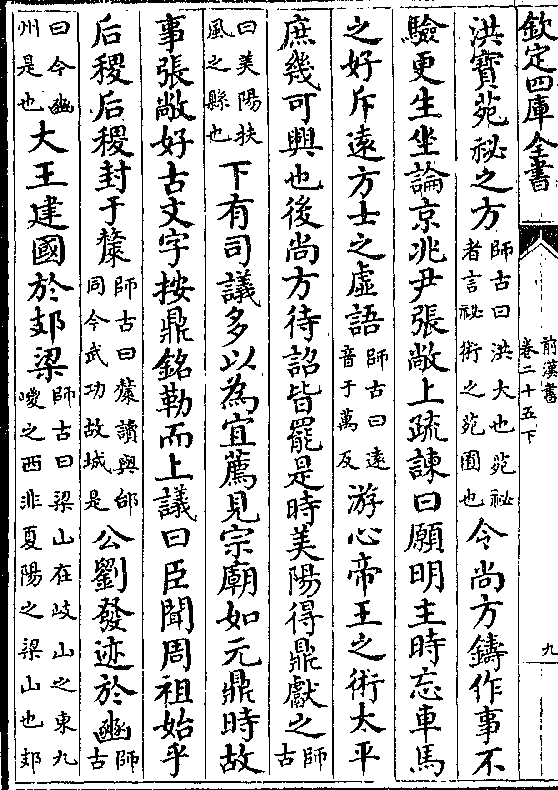 欽定四庫全書
前漢書
卷二十五下
九
洪寶苑祕之方師古曰洪大也苑祕者言祕術之苑囿也令尚方鑄作事不
驗更生坐論京兆尹張敞上疏諫曰願明主時忘車馬
之好斥遠方士之虛語師古曰遠音于萬反游心帝王之術太平
庶幾可興也後尚方待詔皆罷是時美陽得鼎獻之師古
曰美陽扶風之縣也下有司議多以為宜薦見宗廟如元鼎時故
事張敞好古文字按鼎銘勒而上議曰臣聞周祖始乎
后稷后稷封于斄師古曰斄讀與邰同今武功故城是公劉發迹於豳師古
曰今豳州是也大王建國於郊梁師古曰梁山在岐山之東九嵕之西非夏陽之梁山也郊